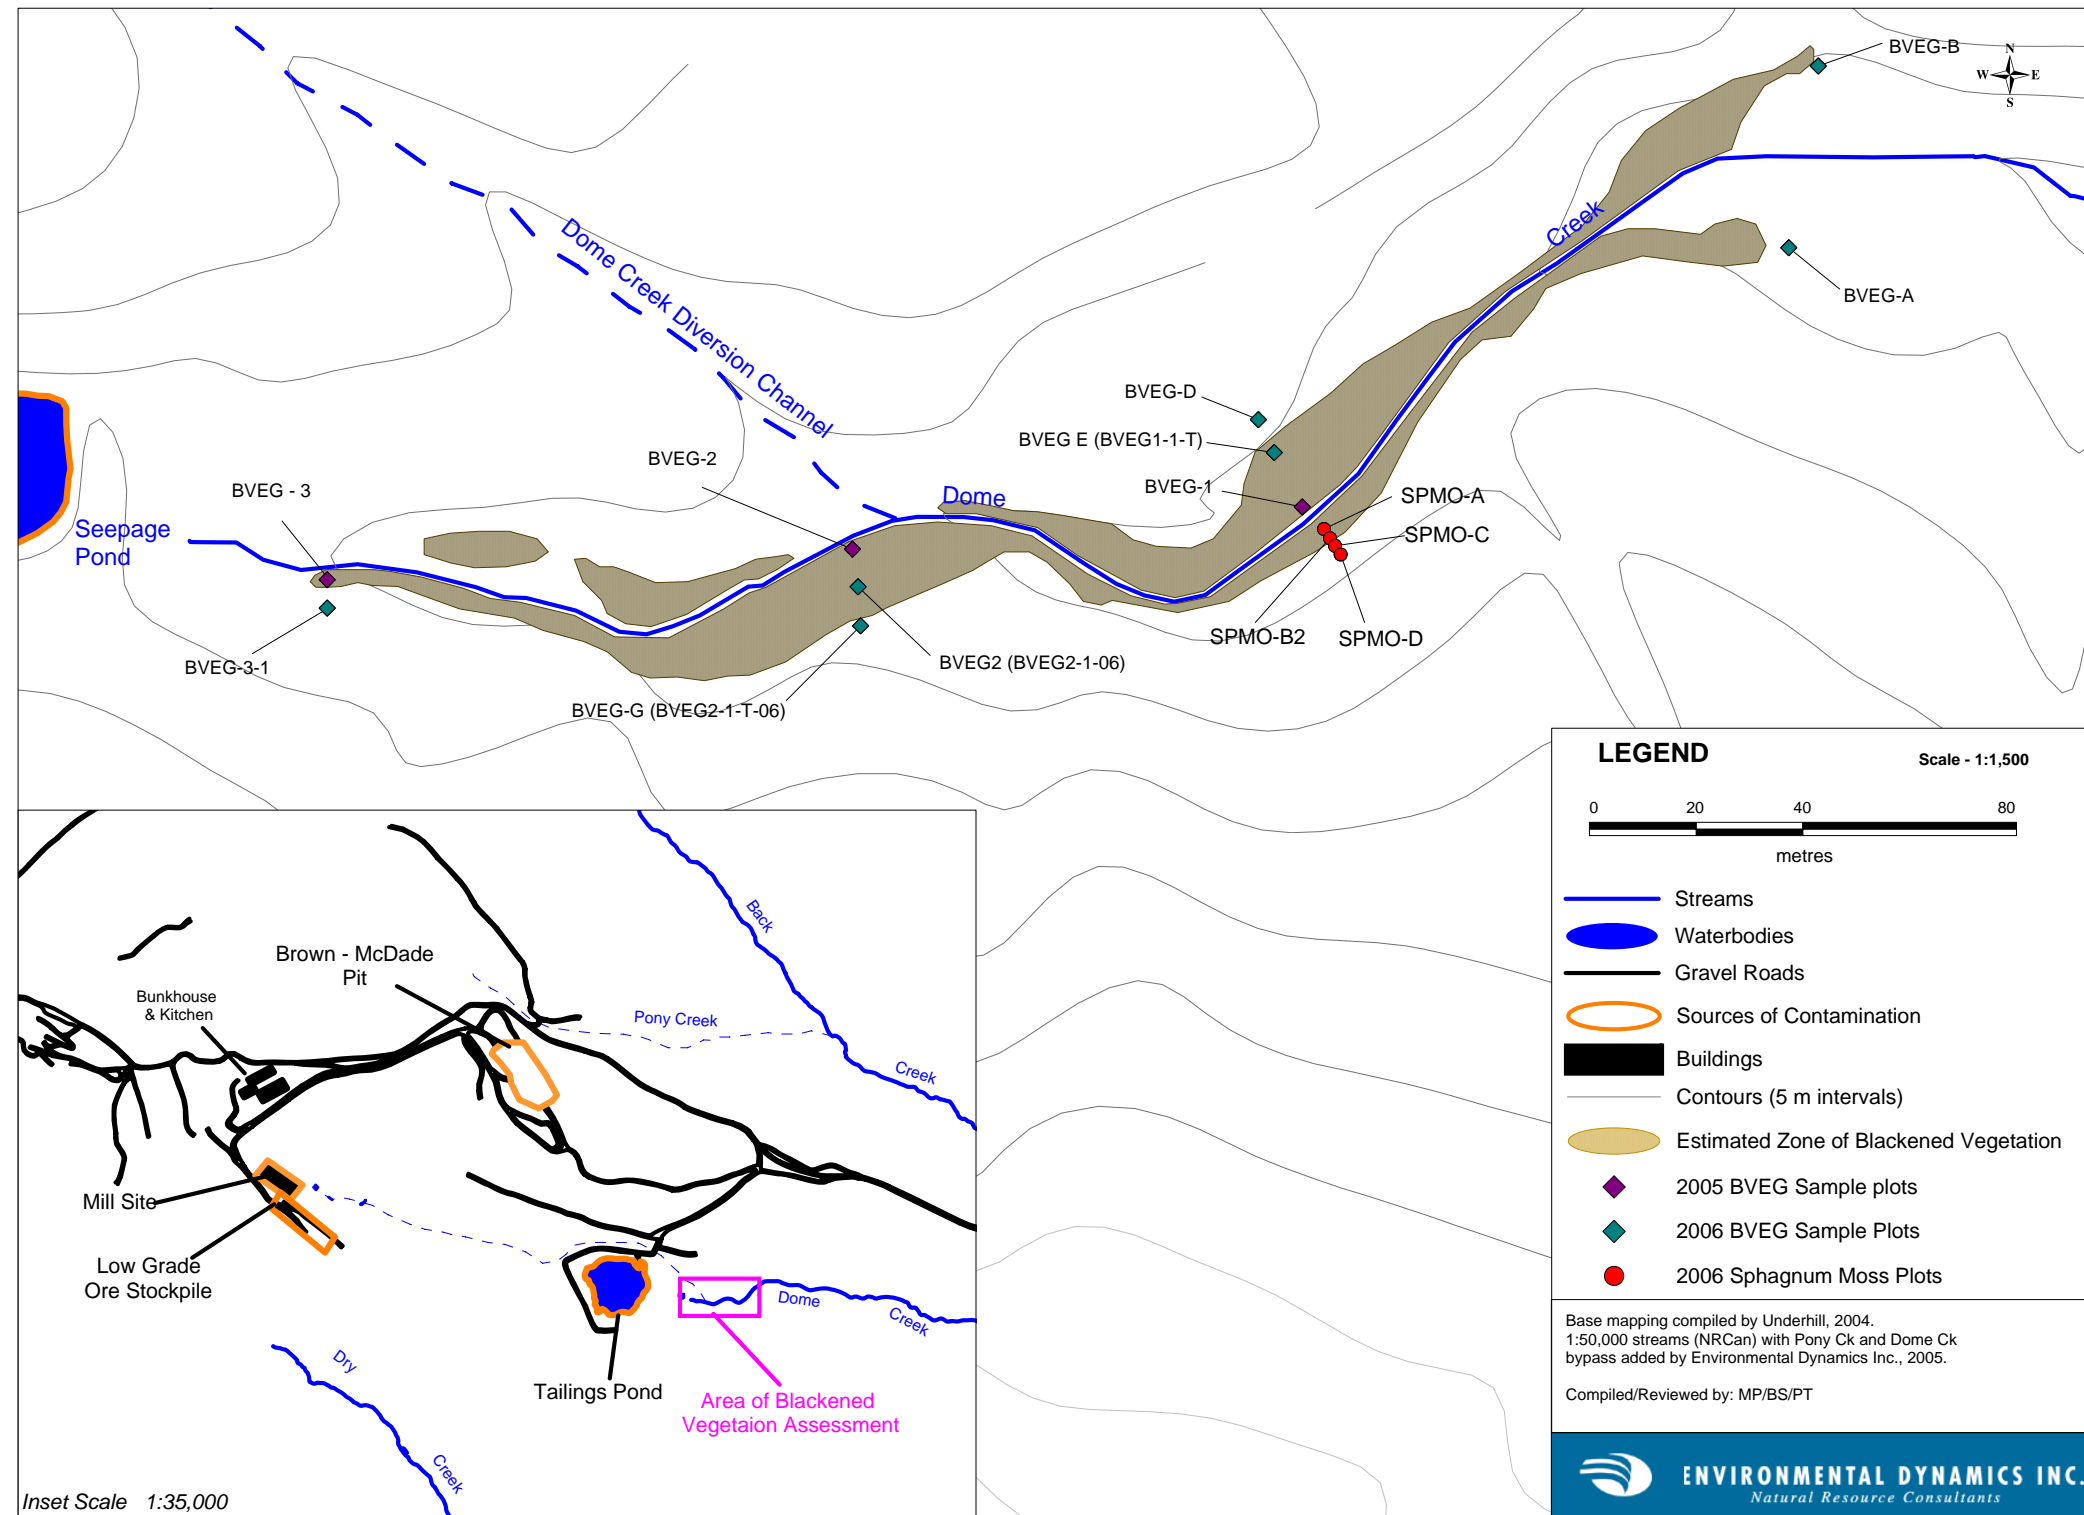 BVEG-B
N
W E
S
Creek
Dome Creek Diversion Channel
BVEG-A
BVEG-D
BVEG E (BVEG1-1-T)
BVEG-2
BVEG-1
BVEG - 3
Dome
SPMO-A
SPMO-C
Seepage
Pond
SPMO-B2
SPMO-D
BVEG-3-1
BVEG2 (BVEG2-1-06)
BVEG-G (BVEG2-1-T-06)
LEGEND
Scale - 1:1,500
0 20 40 80
metres
Streams
Waterbodies
Gravel Roads
Sources of Contamination
Buildings
Contours (5 m intervals)
Estimated Zone of Blackened Vegetation
2005 BVEG Sample plots
2006 BVEG Sample Plots
2006 Sphagnum Moss Plots
Base mapping compiled by Underhill, 2004.
1:50,000 streams (NRCan) with Pony Ck and Dome Ck
bypass added by Environmental Dynamics Inc., 2005.
Compiled/Reviewed by: MP/BS/PT
ENVIRONMENTAL DYNAMICS INC.
Natural Resource Consultants
Back
Brown - McDade
Pit
Bunkhouse
& Kitchen
Pony Creek
Creek
Mill Site
Low Grade
Ore Stockpile
Dome
Creek
Dry
Creek
Tailings Pond
Area of Blackened
Vegetaion Assessment
Inset Scale 1:35,000